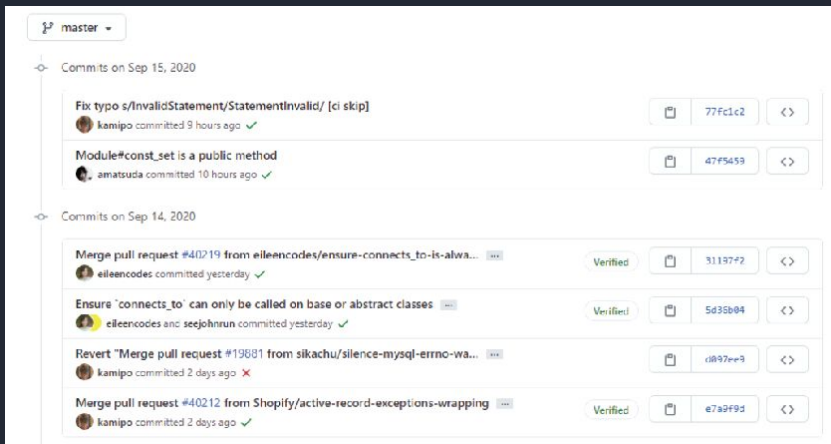 master
Commits on Sep 15, 2020
Fix typo s/InvalidStatement/StatementInvalid/ [ci skip]
kamipo committed 9 hours ago
77fc1c2
Module#const_set is a public method
amatsuda committed 10 hours ago
47f5459
Commits on Sep 14, 2020
Merge pull request #40219 from eileencodes/ensure-connects_to-is-alwa... ...
eileencodes committed yesterday
Verified
31197f2
Ensure `connects_to` can only be called on base or abstract classes ...
eileencodes and seejohnrun committed yesterday
Verified
5d36b04
Revert "Merge pull request #19881 from sikachu/silence-mysql-errno-wa... ...
kamipo committed 2 days ago
d897ee9
Merge pull request #40212 from Shopify/active-record-exceptions-wrapping ...
kamipo committed 2 days ago
Verified
e7a9f9d